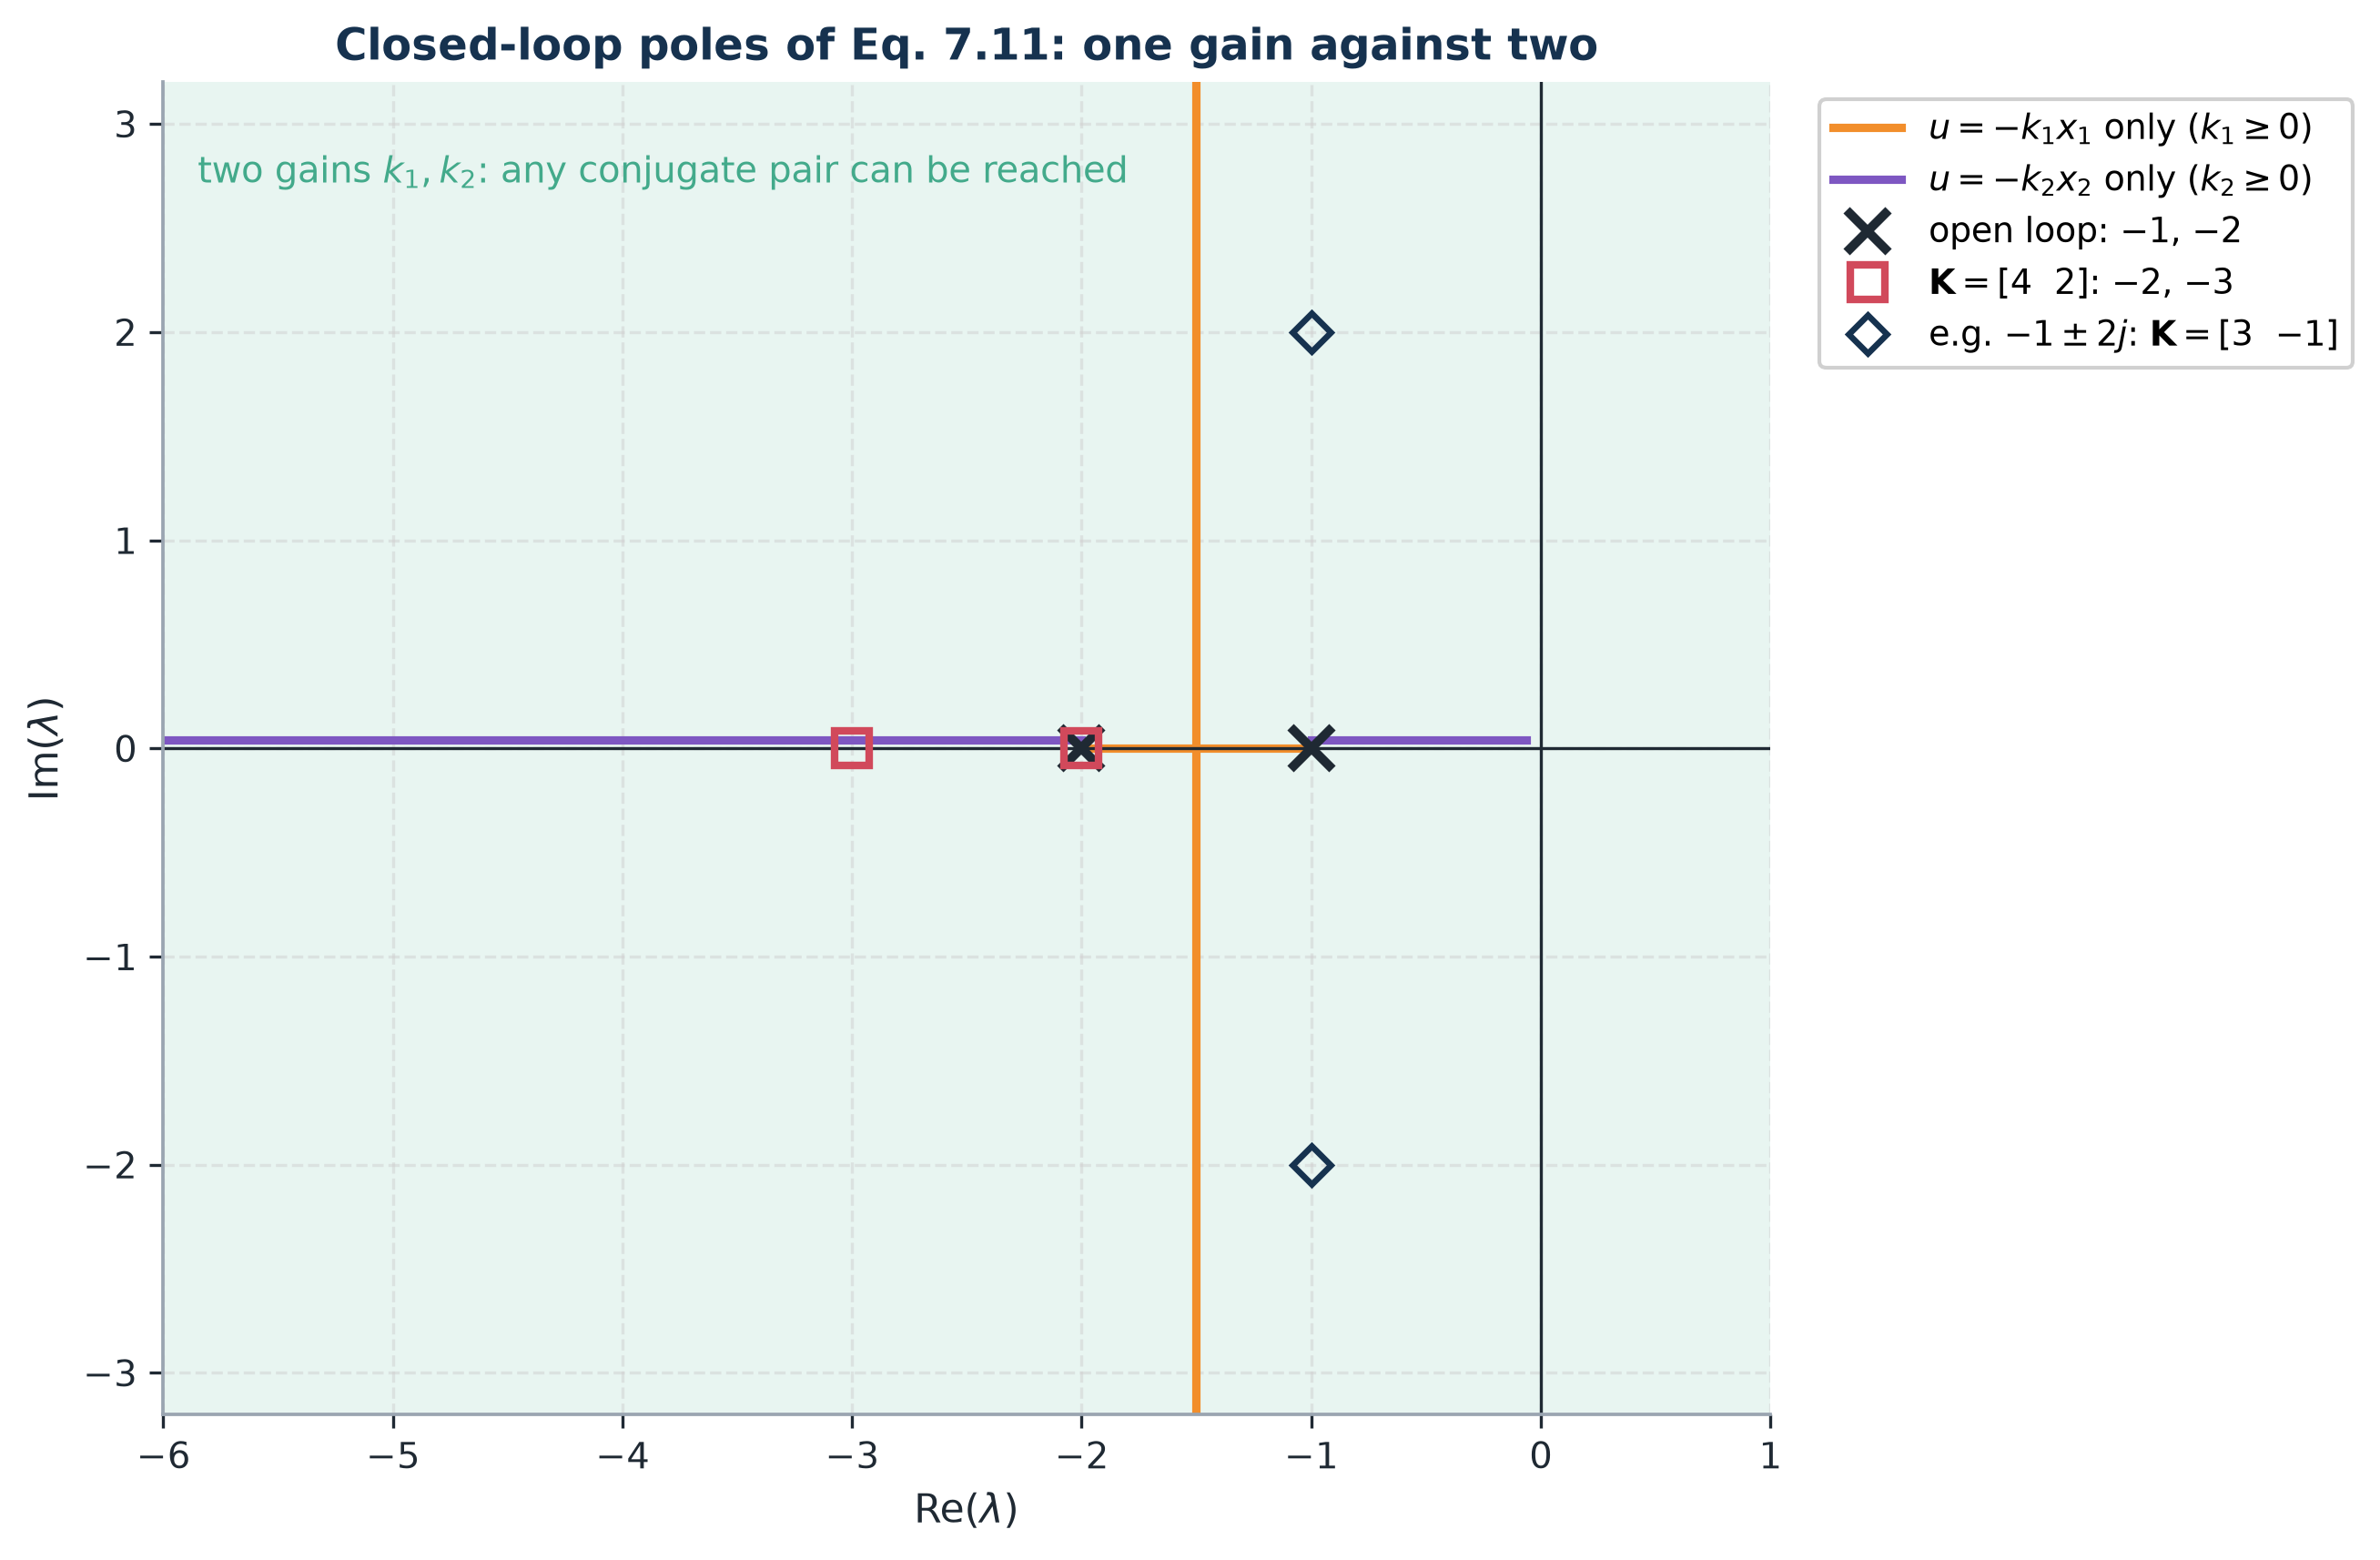 Closed-loop poles of Eq. 7.11: one gain against two
two gains k₁, k₂: any conjugate pair can be reached
u = −k₁x₁ only (k₁ ≥ 0)
u = −k₂x₂ only (k₂ ≥ 0)
open loop: −1, −2
K = [4 2]: −2, −3
e.g. −1 ± 2j: K = [3 −1]
Im(λ)
3
2
1
0
−1
−2
−3
−6 −5 −4 −3 −2 −1 0 1
Re(λ)